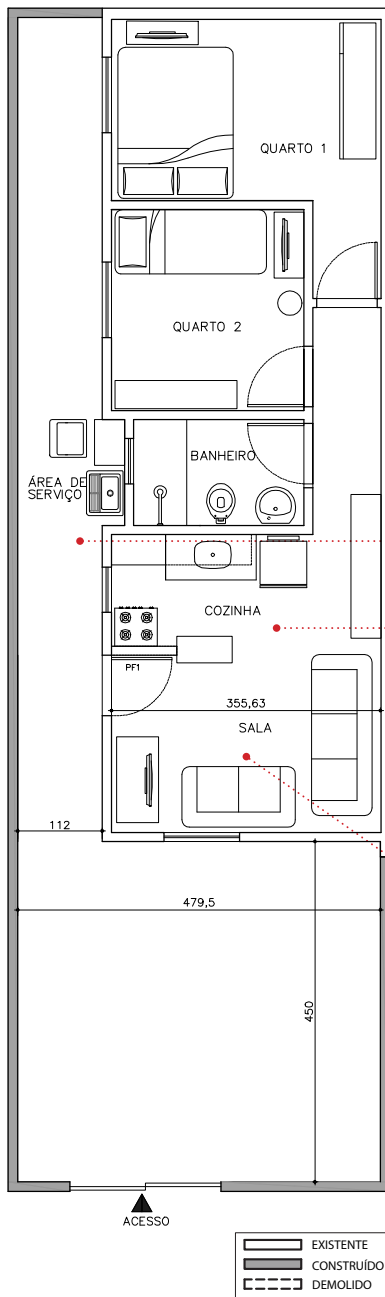 QUARTO 1
QUARTO 2
BANHEIRO
ÁREA DE
SERVIÇO
COZINHA
PF1
355,63
SALA
112
479,5
450
ACESSO
EXISTENTE
CONSTRUÍDO
DEMOLIDO